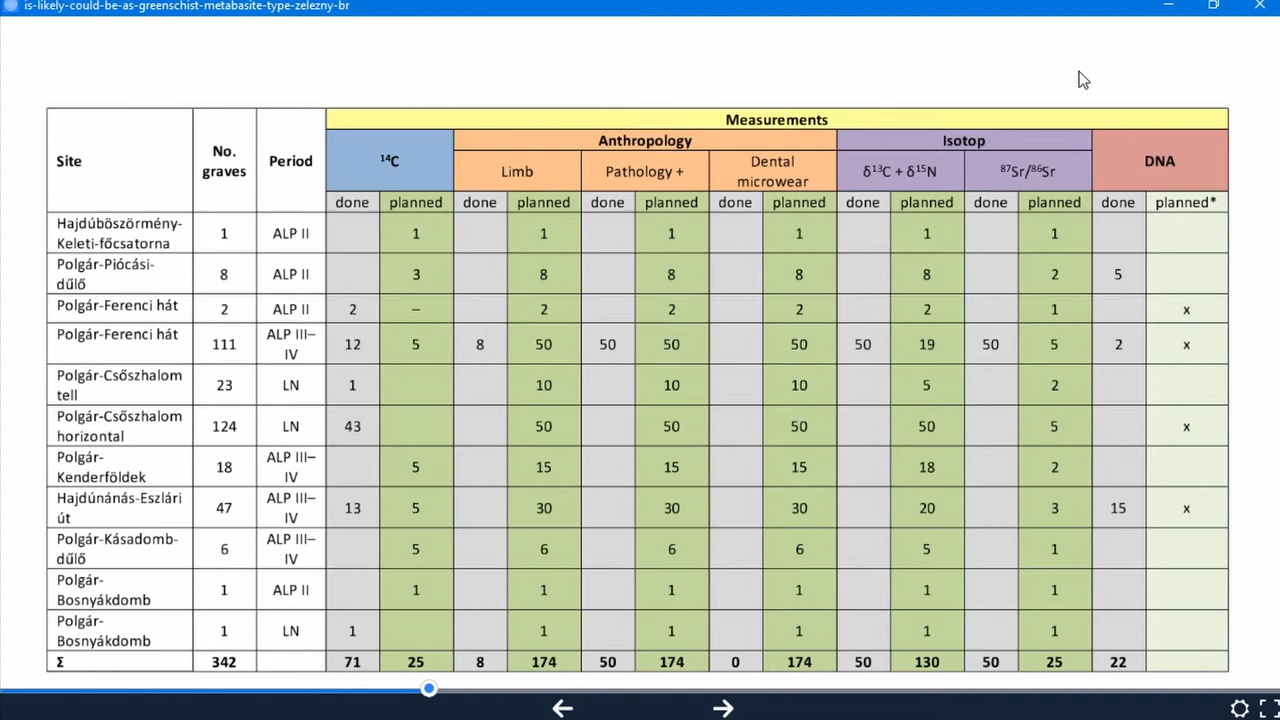 is-likely-could-be-as-greenschist-metabasite-type-zelezny-br
Measurements
Site No. graves Period ¹⁴C Anthropology Isotop DNA
Limb Pathology + Dental microwear δ¹³C + δ¹⁵N ⁸⁷Sr/⁸⁶Sr
done planned done planned done planned done planned done planned done planned done planned*
Hajdúböszörmény-Keleti-főcsatorna 1 ALP II 1 1 1 1 1 1
Polgár-Piócási-dűlő 8 ALP II 3 8 8 8 8 2 5
Polgár-Ferenci hát 2 ALP II 2 – 2 2 2 2 1 x
Polgár-Ferenci hát 111 ALP III–IV 12 5 8 50 50 50 50 50 19 50 5 2 x
Polgár-Csőszhalom tell 23 LN 1 10 10 10 5 2
Polgár-Csőszhalom horizontal 124 LN 43 50 50 50 50 5 x
Polgár-Kenderföldek 18 ALP III–IV 5 15 15 15 18 2
Hajdúnánás-Eszlári út 47 ALP III–IV 13 5 30 30 30 20 3 15 x
Polgár-Kásadomb-dűlő 6 ALP III–IV 5 6 6 6 5 1
Polgár-Bosnyákdomb 1 ALP II 1 1 1 1 1 1
Polgár-Bosnyákdomb 1 LN 1 1 1 1 1 1
Σ 342 71 25 8 174 50 174 0 174 50 130 50 25 22